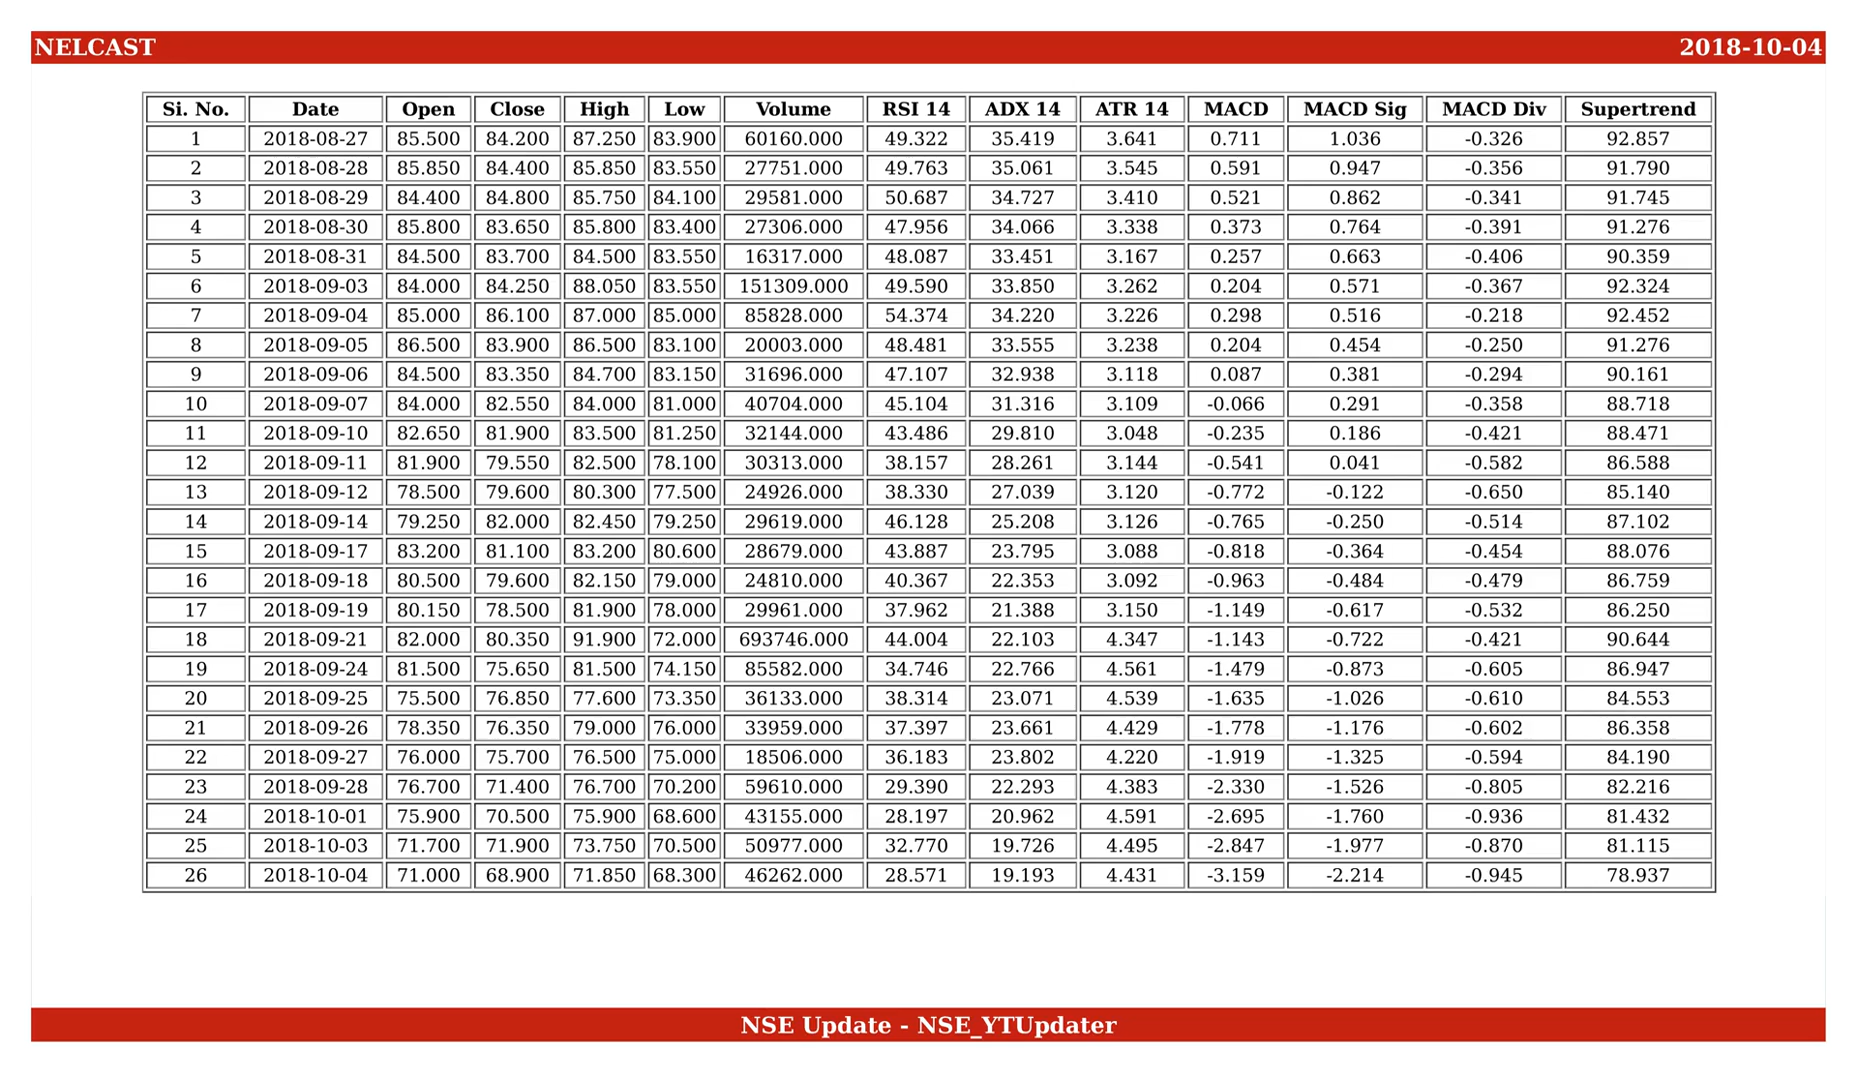 NELCAST 2018-10-04
Si. No. Date Open Close High Low Volume RSI 14 ADX 14 ATR 14 MACD MACD Sig MACD Div Supertrend
1 2018-08-27 85.500 84.200 87.250 83.900 60160.000 49.322 35.419 3.641 0.711 1.036 -0.326 92.857
2 2018-08-28 85.850 84.400 85.850 83.550 27751.000 49.763 35.061 3.545 0.591 0.947 -0.356 91.790
3 2018-08-29 84.400 84.800 85.750 84.100 29581.000 50.687 34.727 3.410 0.521 0.862 -0.341 91.745
4 2018-08-30 85.800 83.650 85.800 83.400 27306.000 47.956 34.066 3.338 0.373 0.764 -0.391 91.276
5 2018-08-31 84.500 83.700 84.500 83.550 16317.000 48.087 33.451 3.167 0.257 0.663 -0.406 90.359
6 2018-09-03 84.000 84.250 88.050 83.550 151309.000 49.590 33.850 3.262 0.204 0.571 -0.367 92.324
7 2018-09-04 85.000 86.100 87.000 85.000 85828.000 54.374 34.220 3.226 0.298 0.516 -0.218 92.452
8 2018-09-05 86.500 83.900 86.500 83.100 20003.000 48.481 33.555 3.238 0.204 0.454 -0.250 91.276
9 2018-09-06 84.500 83.350 84.700 83.150 31696.000 47.107 32.938 3.118 0.087 0.381 -0.294 90.161
10 2018-09-07 84.000 82.550 84.000 81.000 40704.000 45.104 31.316 3.109 -0.066 0.291 -0.358 88.718
11 2018-09-10 82.650 81.900 83.500 81.250 32144.000 43.486 29.810 3.048 -0.235 0.186 -0.421 88.471
12 2018-09-11 81.900 79.550 82.500 78.100 30313.000 38.157 28.261 3.144 -0.541 0.041 -0.582 86.588
13 2018-09-12 78.500 79.600 80.300 77.500 24926.000 38.330 27.039 3.120 -0.772 -0.122 -0.650 85.140
14 2018-09-14 79.250 82.000 82.450 79.250 29619.000 46.128 25.208 3.126 -0.765 -0.250 -0.514 87.102
15 2018-09-17 83.200 81.100 83.200 80.600 28679.000 43.887 23.795 3.088 -0.818 -0.364 -0.454 88.076
16 2018-09-18 80.500 79.600 82.150 79.000 24810.000 40.367 22.353 3.092 -0.963 -0.484 -0.479 86.759
17 2018-09-19 80.150 78.500 81.900 78.000 29961.000 37.962 21.388 3.150 -1.149 -0.617 -0.532 86.250
18 2018-09-21 82.000 80.350 91.900 72.000 693746.000 44.004 22.103 4.347 -1.143 -0.722 -0.421 90.644
19 2018-09-24 81.500 75.650 81.500 74.150 85582.000 34.746 22.766 4.561 -1.479 -0.873 -0.605 86.947
20 2018-09-25 75.500 76.850 77.600 73.350 36133.000 38.314 23.071 4.539 -1.635 -1.026 -0.610 84.553
21 2018-09-26 78.350 76.350 79.000 76.000 33959.000 37.397 23.661 4.429 -1.778 -1.176 -0.602 86.358
22 2018-09-27 76.000 75.700 76.500 75.000 18506.000 36.183 23.802 4.220 -1.919 -1.325 -0.594 84.190
23 2018-09-28 76.700 71.400 76.700 70.200 59610.000 29.390 22.293 4.383 -2.330 -1.526 -0.805 82.216
24 2018-10-01 75.900 70.500 75.900 68.600 43155.000 28.197 20.962 4.591 -2.695 -1.760 -0.936 81.432
25 2018-10-03 71.700 71.900 73.750 70.500 50977.000 32.770 19.726 4.495 -2.847 -1.977 -0.870 81.115
26 2018-10-04 71.000 68.900 71.850 68.300 46262.000 28.571 19.193 4.431 -3.159 -2.214 -0.945 78.937
NSE Update - NSE_YTUpdater